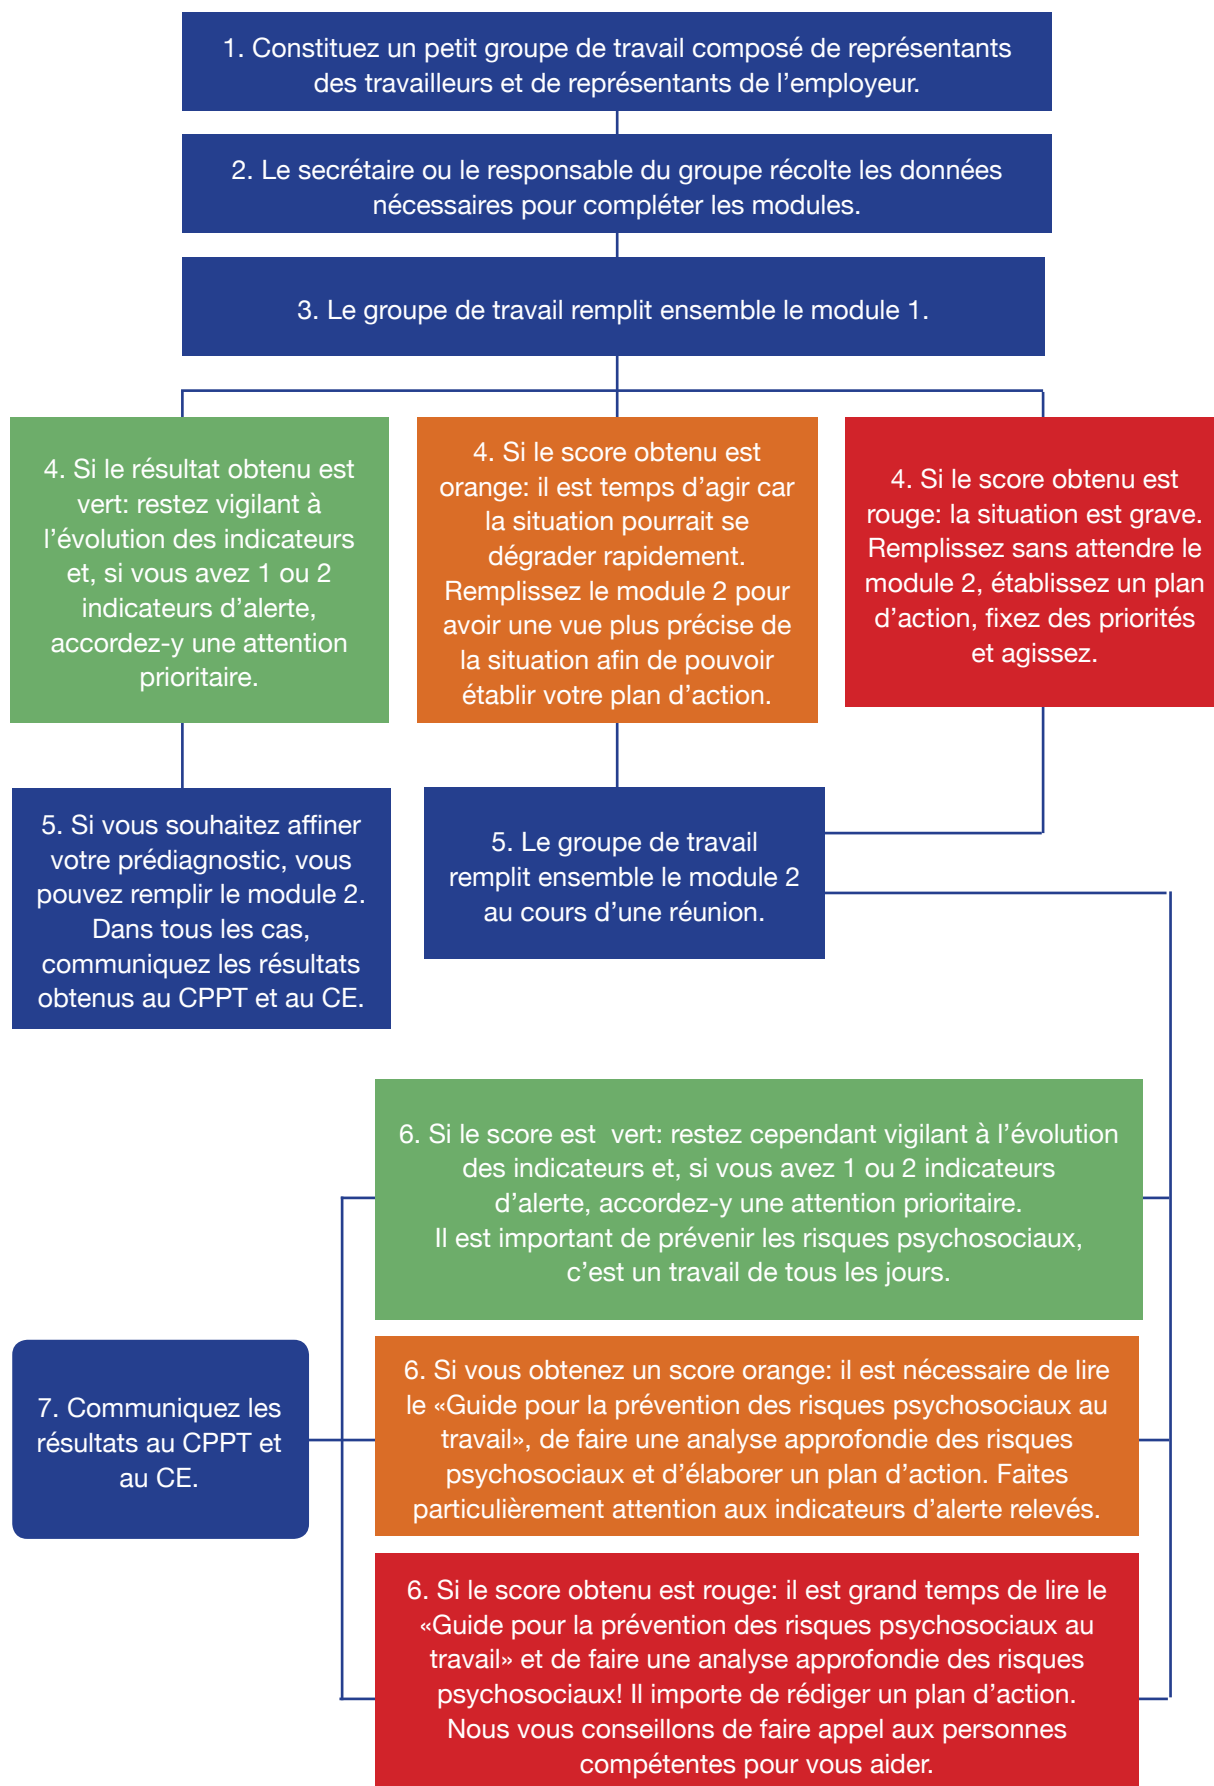 1. Constituez un petit groupe de travail composé de représentants
des travailleurs et de représentants de l’employeur.
2. Le secrétaire ou le responsable du groupe récolte les données
nécessaires pour compléter les modules.
3. Le groupe de travail remplit ensemble le module 1.
4. Si le résultat obtenu est
vert: restez vigilant à
l’évolution des indicateurs
et, si vous avez 1 ou 2
indicateurs d’alerte,
accordez-y une attention
prioritaire.
4. Si le score obtenu est
orange: il est temps d’agir car
la situation pourrait se
dégrader rapidement.
Remplissez le module 2 pour
avoir une vue plus précise de
la situation afin de pouvoir
établir votre plan d’action.
4. Si le score obtenu est
rouge: la situation est grave.
Remplissez sans attendre le
module 2, établissez un plan
d’action, fixez des priorités
et agissez.
5. Si vous souhaitez affiner
votre prédiagnostic, vous
pouvez remplir le module 2.
Dans tous les cas,
communiquez les résultats
obtenus au CPPT et au CE.
5. Le groupe de travail
remplit ensemble le module 2
au cours d’une réunion.
6. Si le score est vert: restez cependant vigilant à l’évolution
des indicateurs et, si vous avez 1 ou 2 indicateurs
d’alerte, accordez-y une attention prioritaire.
Il est important de prévenir les risques psychosociaux,
c’est un travail de tous les jours.
6. Si vous obtenez un score orange: il est nécessaire de lire
le «Guide pour la prévention des risques psychosociaux au
travail», de faire une analyse approfondie des risques
psychosociaux et d’élaborer un plan d’action. Faites
particulièrement attention aux indicateurs d’alerte relevés.
6. Si le score obtenu est rouge: il est grand temps de lire le
«Guide pour la prévention des risques psychosociaux au
travail» et de faire une analyse approfondie des risques
psychosociaux! Il importe de rédiger un plan d’action.
Nous vous conseillons de faire appel aux personnes
compétentes pour vous aider.
7. Communiquez les
résultats au CPPT et
au CE.